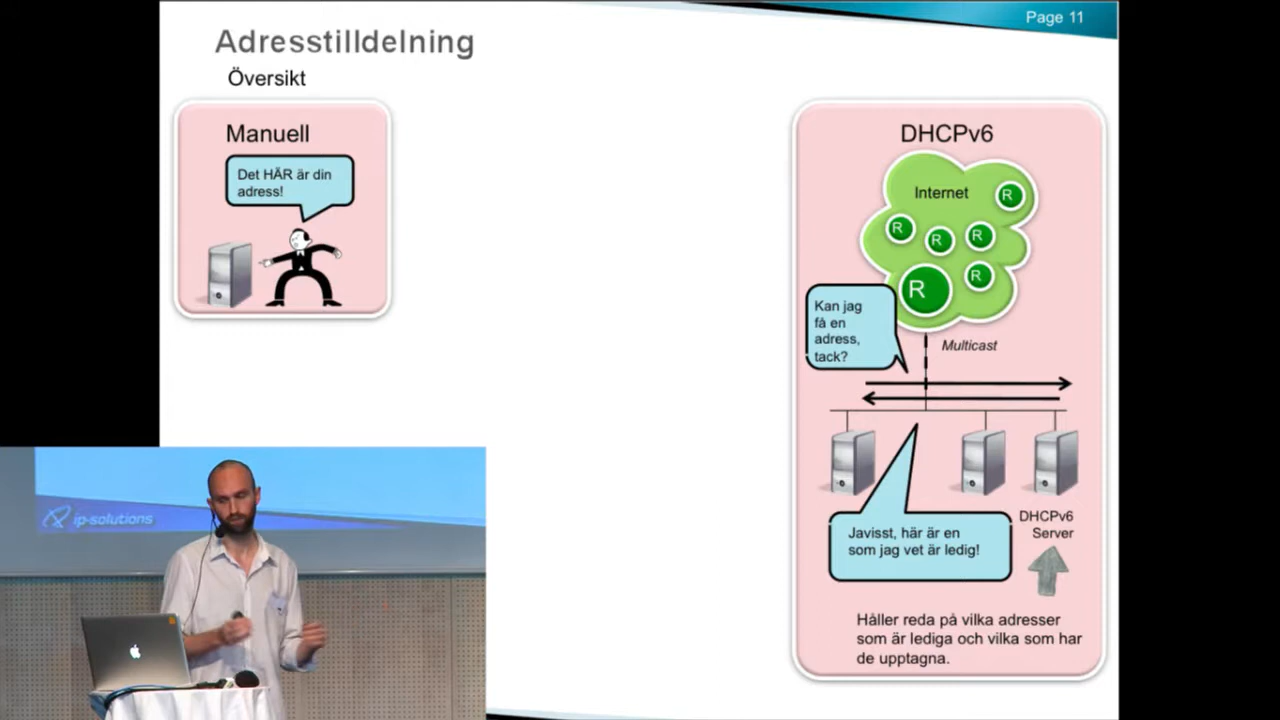 Page 11
Adresstilldelning
Översikt
Manuell
Det HÄR är din
adress!
DHCPv6
Internet
R
R
R
R
R
R
Kan jag
få en
adress,
tack?
Multicast
DHCPv6
Server
Javisst, här är en
som jag vet är ledig!
Håller reda på vilka adresser
som är lediga och vilka som har
de upptagna.
ip-solutions